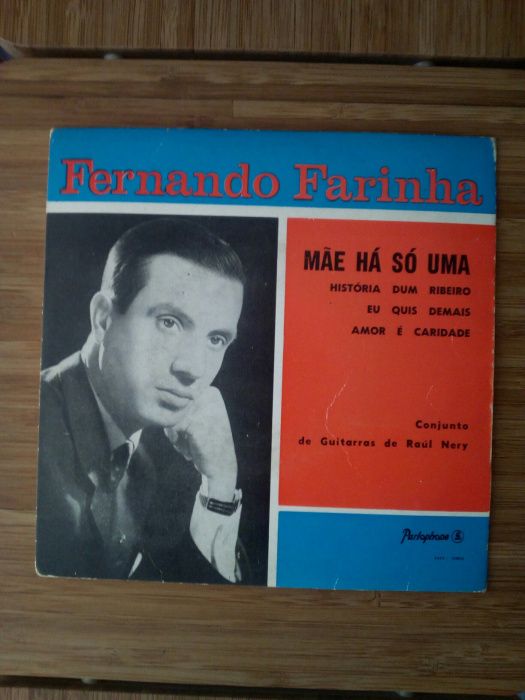 Fernando Farinha
MÃE HÁ SÓ UMA
HISTÓRIA DUM RIBEIRO
EU QUIS DEMAIS
AMOR É CARIDADE
Conjunto
de Guitarras de Raúl Nery
Parlophone